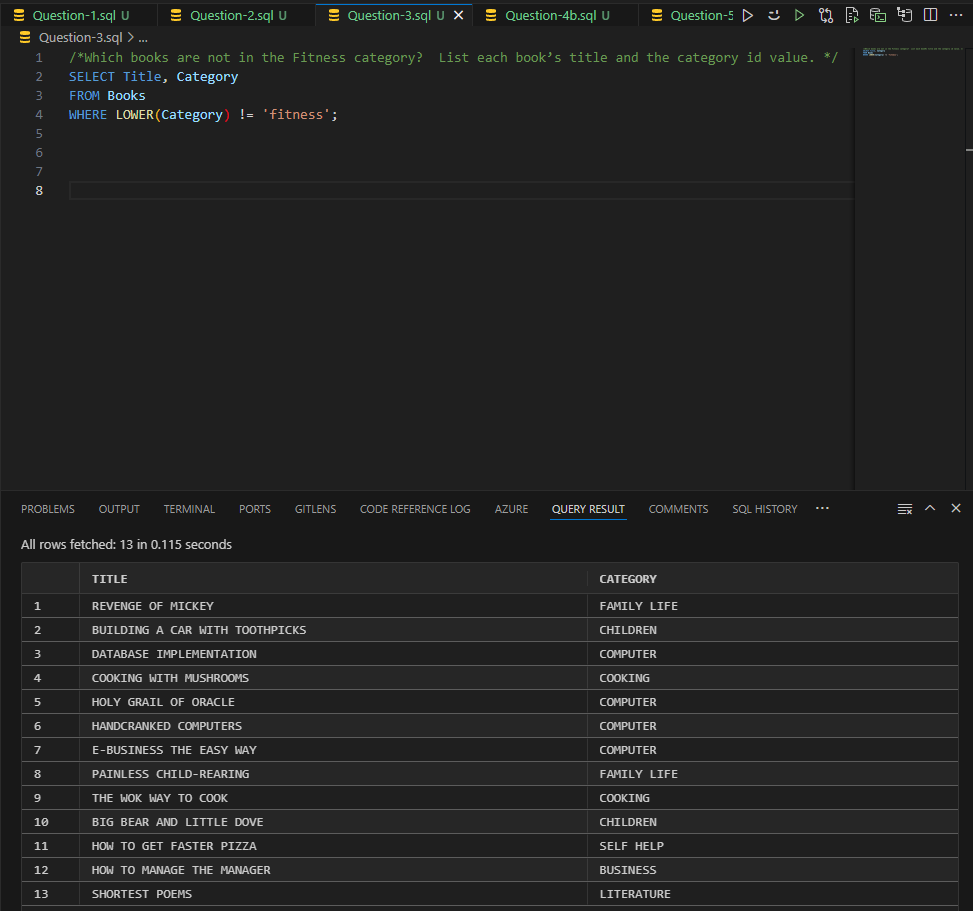 Question-1.sql U Question-2.sql U Question-3.sql U Question-4b.sql U Question-5
Question-3.sql > ...
1 /*Which books are not in the Fitness category?  List each book’s title and the category id value. */
2 SELECT Title, Category
3 FROM Books
4 WHERE LOWER(Category) != 'fitness';
5
6
7
8
PROBLEMS OUTPUT TERMINAL PORTS GITLENS CODE REFERENCE LOG AZURE QUERY RESULT COMMENTS SQL HISTORY ...
All rows fetched: 13 in 0.115 seconds
TITLE CATEGORY
1 REVENGE OF MICKEY FAMILY LIFE
2 BUILDING A CAR WITH TOOTHPICKS CHILDREN
3 DATABASE IMPLEMENTATION COMPUTER
4 COOKING WITH MUSHROOMS COOKING
5 HOLY GRAIL OF ORACLE COMPUTER
6 HANDCRANKED COMPUTERS COMPUTER
7 E-BUSINESS THE EASY WAY COMPUTER
8 PAINLESS CHILD-REARING FAMILY LIFE
9 THE WOK WAY TO COOK COOKING
10 BIG BEAR AND LITTLE DOVE CHILDREN
11 HOW TO GET FASTER PIZZA SELF HELP
12 HOW TO MANAGE THE MANAGER BUSINESS
13 SHORTEST POEMS LITERATURE